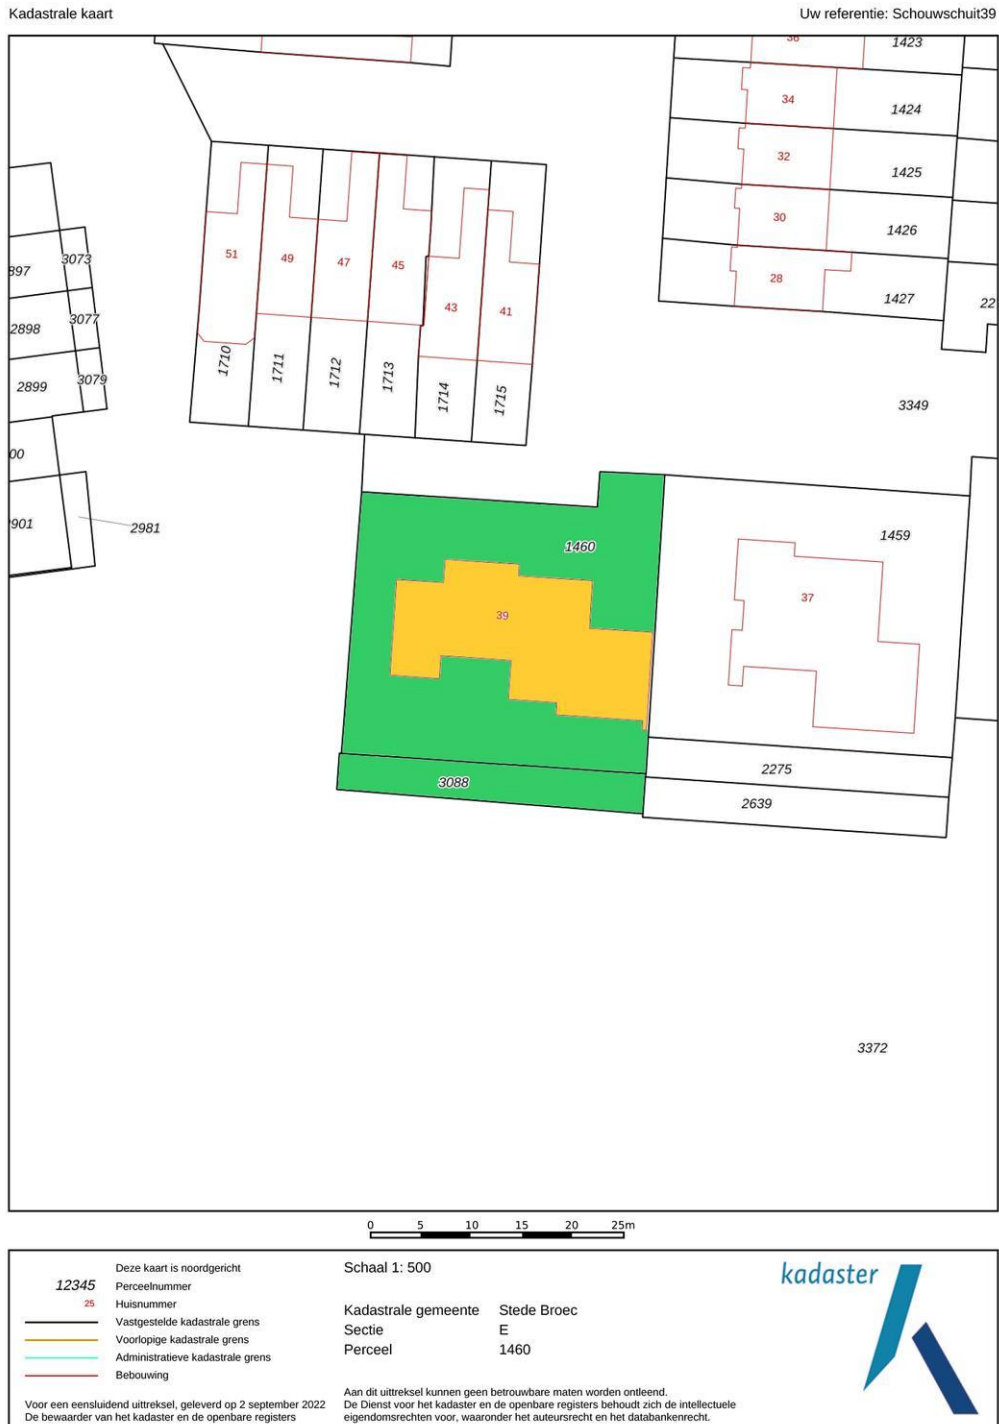 Kadastrale kaart
Uw referentie: Schouwschuit39
36
1423
34
1424
32
1425
30
1426
28
1427
22
3073
897
3077
2898
3079
2899
00
901
2981
51
49
47
45
43
41
1710
1711
1712
1713
1714
1715
3349
1460
1459
39
37
3088
2275
2639
3372
0 5 10 15 20 25m
Deze kaart is noordgericht
12345 Perceelnummer
25 Huisnummer
Vastgestelde kadastrale grens
Voorlopige kadastrale grens
Administratieve kadastrale grens
Bebouwing
Voor een eensluidend uittreksel, geleverd op 2 september 2022
De bewaarder van het kadaster en de openbare registers
Schaal 1: 500
Kadastrale gemeente Stede Broec
Sectie E
Perceel 1460
Aan dit uittreksel kunnen geen betrouwbare maten worden ontleend.
De Dienst voor het kadaster en de openbare registers behoudt zich de intellectuele
eigendomsrechten voor, waaronder het auteursrecht en het databankenrecht.
kadaster